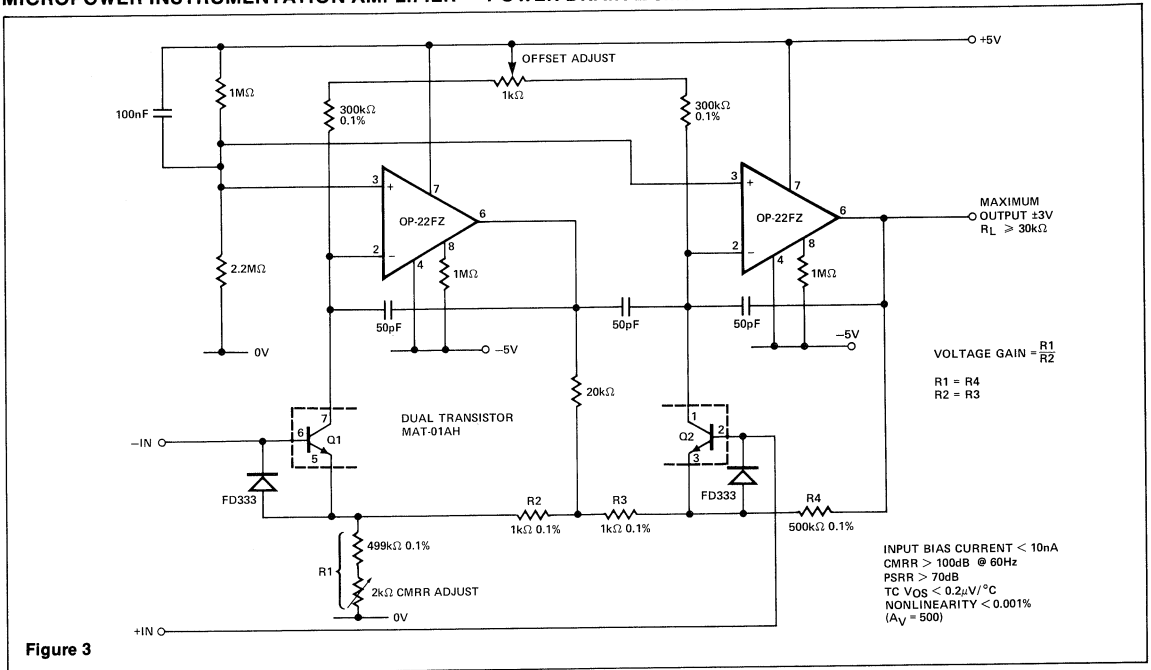 +5V
OFFSET ADJUST
1MΩ
1kΩ
100nF
300kΩ
0.1%
300kΩ
0.1%
3
+
7
OP-22FZ
6
2
−
8
4
1MΩ
3
+
7
OP-22FZ
6
2
−
8
4
1MΩ
MAXIMUM
OUTPUT ±3V
RL ⩾ 30kΩ
2.2MΩ
50pF
50pF
50pF
0V
−5V
−5V
VOLTAGE GAIN = R1
R2
R1 = R4
R2 = R3
20kΩ
DUAL TRANSISTOR
MAT-01AH
−IN
6
7
Q1
5
1
Q2
2
3
FD333
FD333
R2
1kΩ 0.1%
R3
1kΩ 0.1%
R4
500kΩ 0.1%
R1
499kΩ 0.1%
2kΩ CMRR ADJUST
0V
INPUT BIAS CURRENT < 10nA
CMRR > 100dB @ 60Hz
PSRR > 70dB
TC VOS < 0.2μV/°C
NONLINEARITY < 0.001%
(AV = 500)
+IN
Figure 3